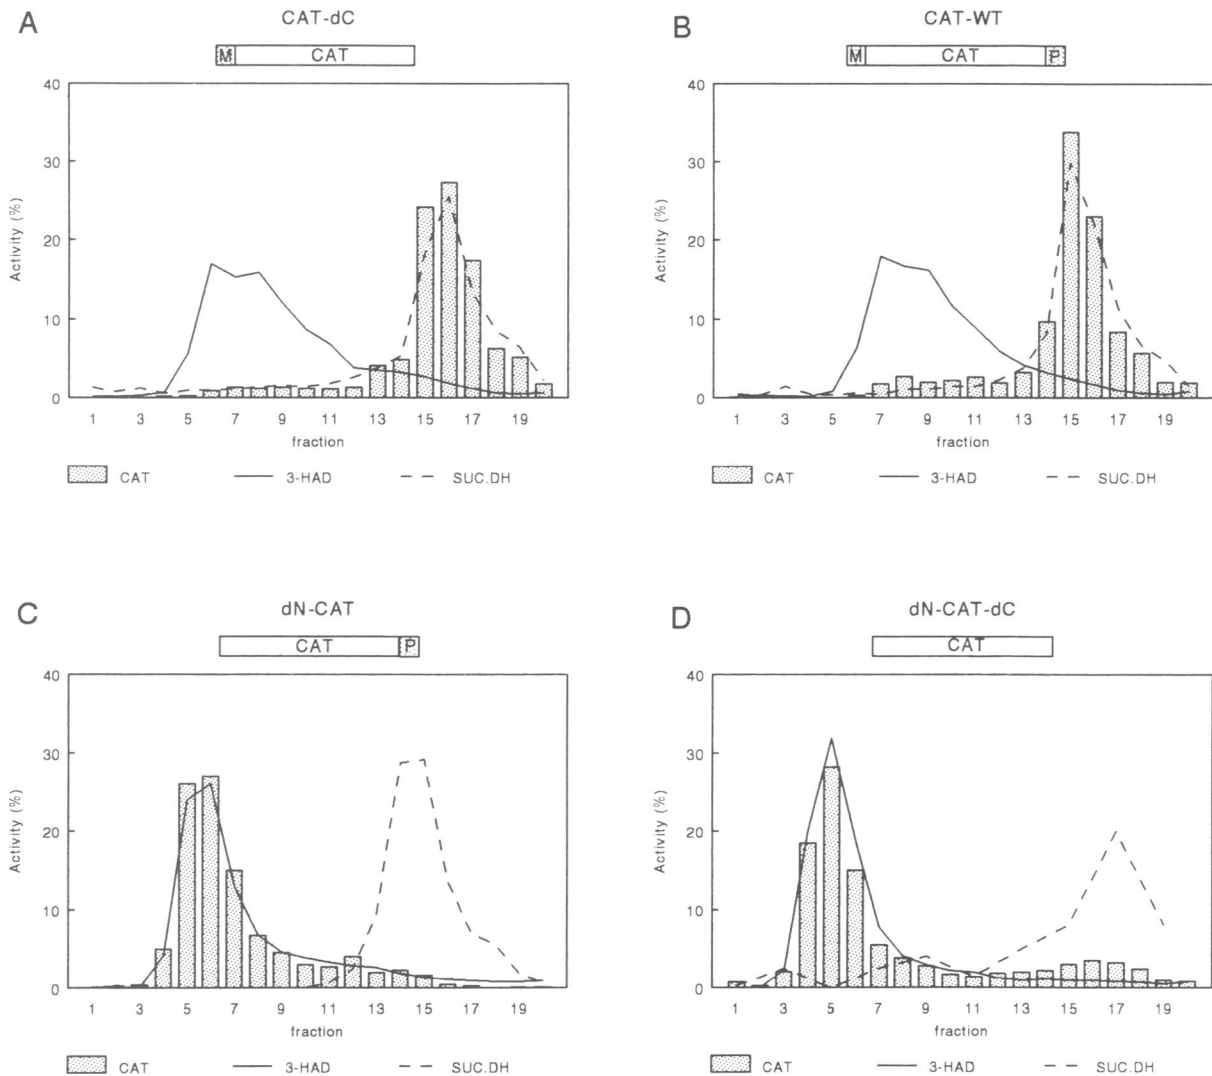 A
CAT-dC
M CAT
40
30
20
10
0
Activity (%)
1 3 5 7 9 11 13 15 17 19
fraction
CAT 3-HAD SUC.DH
B
CAT-WT
M CAT P
40
30
20
10
0
Activity (%)
1 3 5 7 9 11 13 15 17 19
fraction
CAT 3-HAD SUC.DH
C
dN-CAT
CAT P
40
30
20
10
0
Activity (%)
1 3 5 7 9 11 13 15 17 19
fraction
CAT 3-HAD SUC.DH
D
dN-CAT-dC
CAT
40
30
20
10
0
Activity (%)
1 3 5 7 9 11 13 15 17 19
fraction
CAT 3-HAD SUC.DH